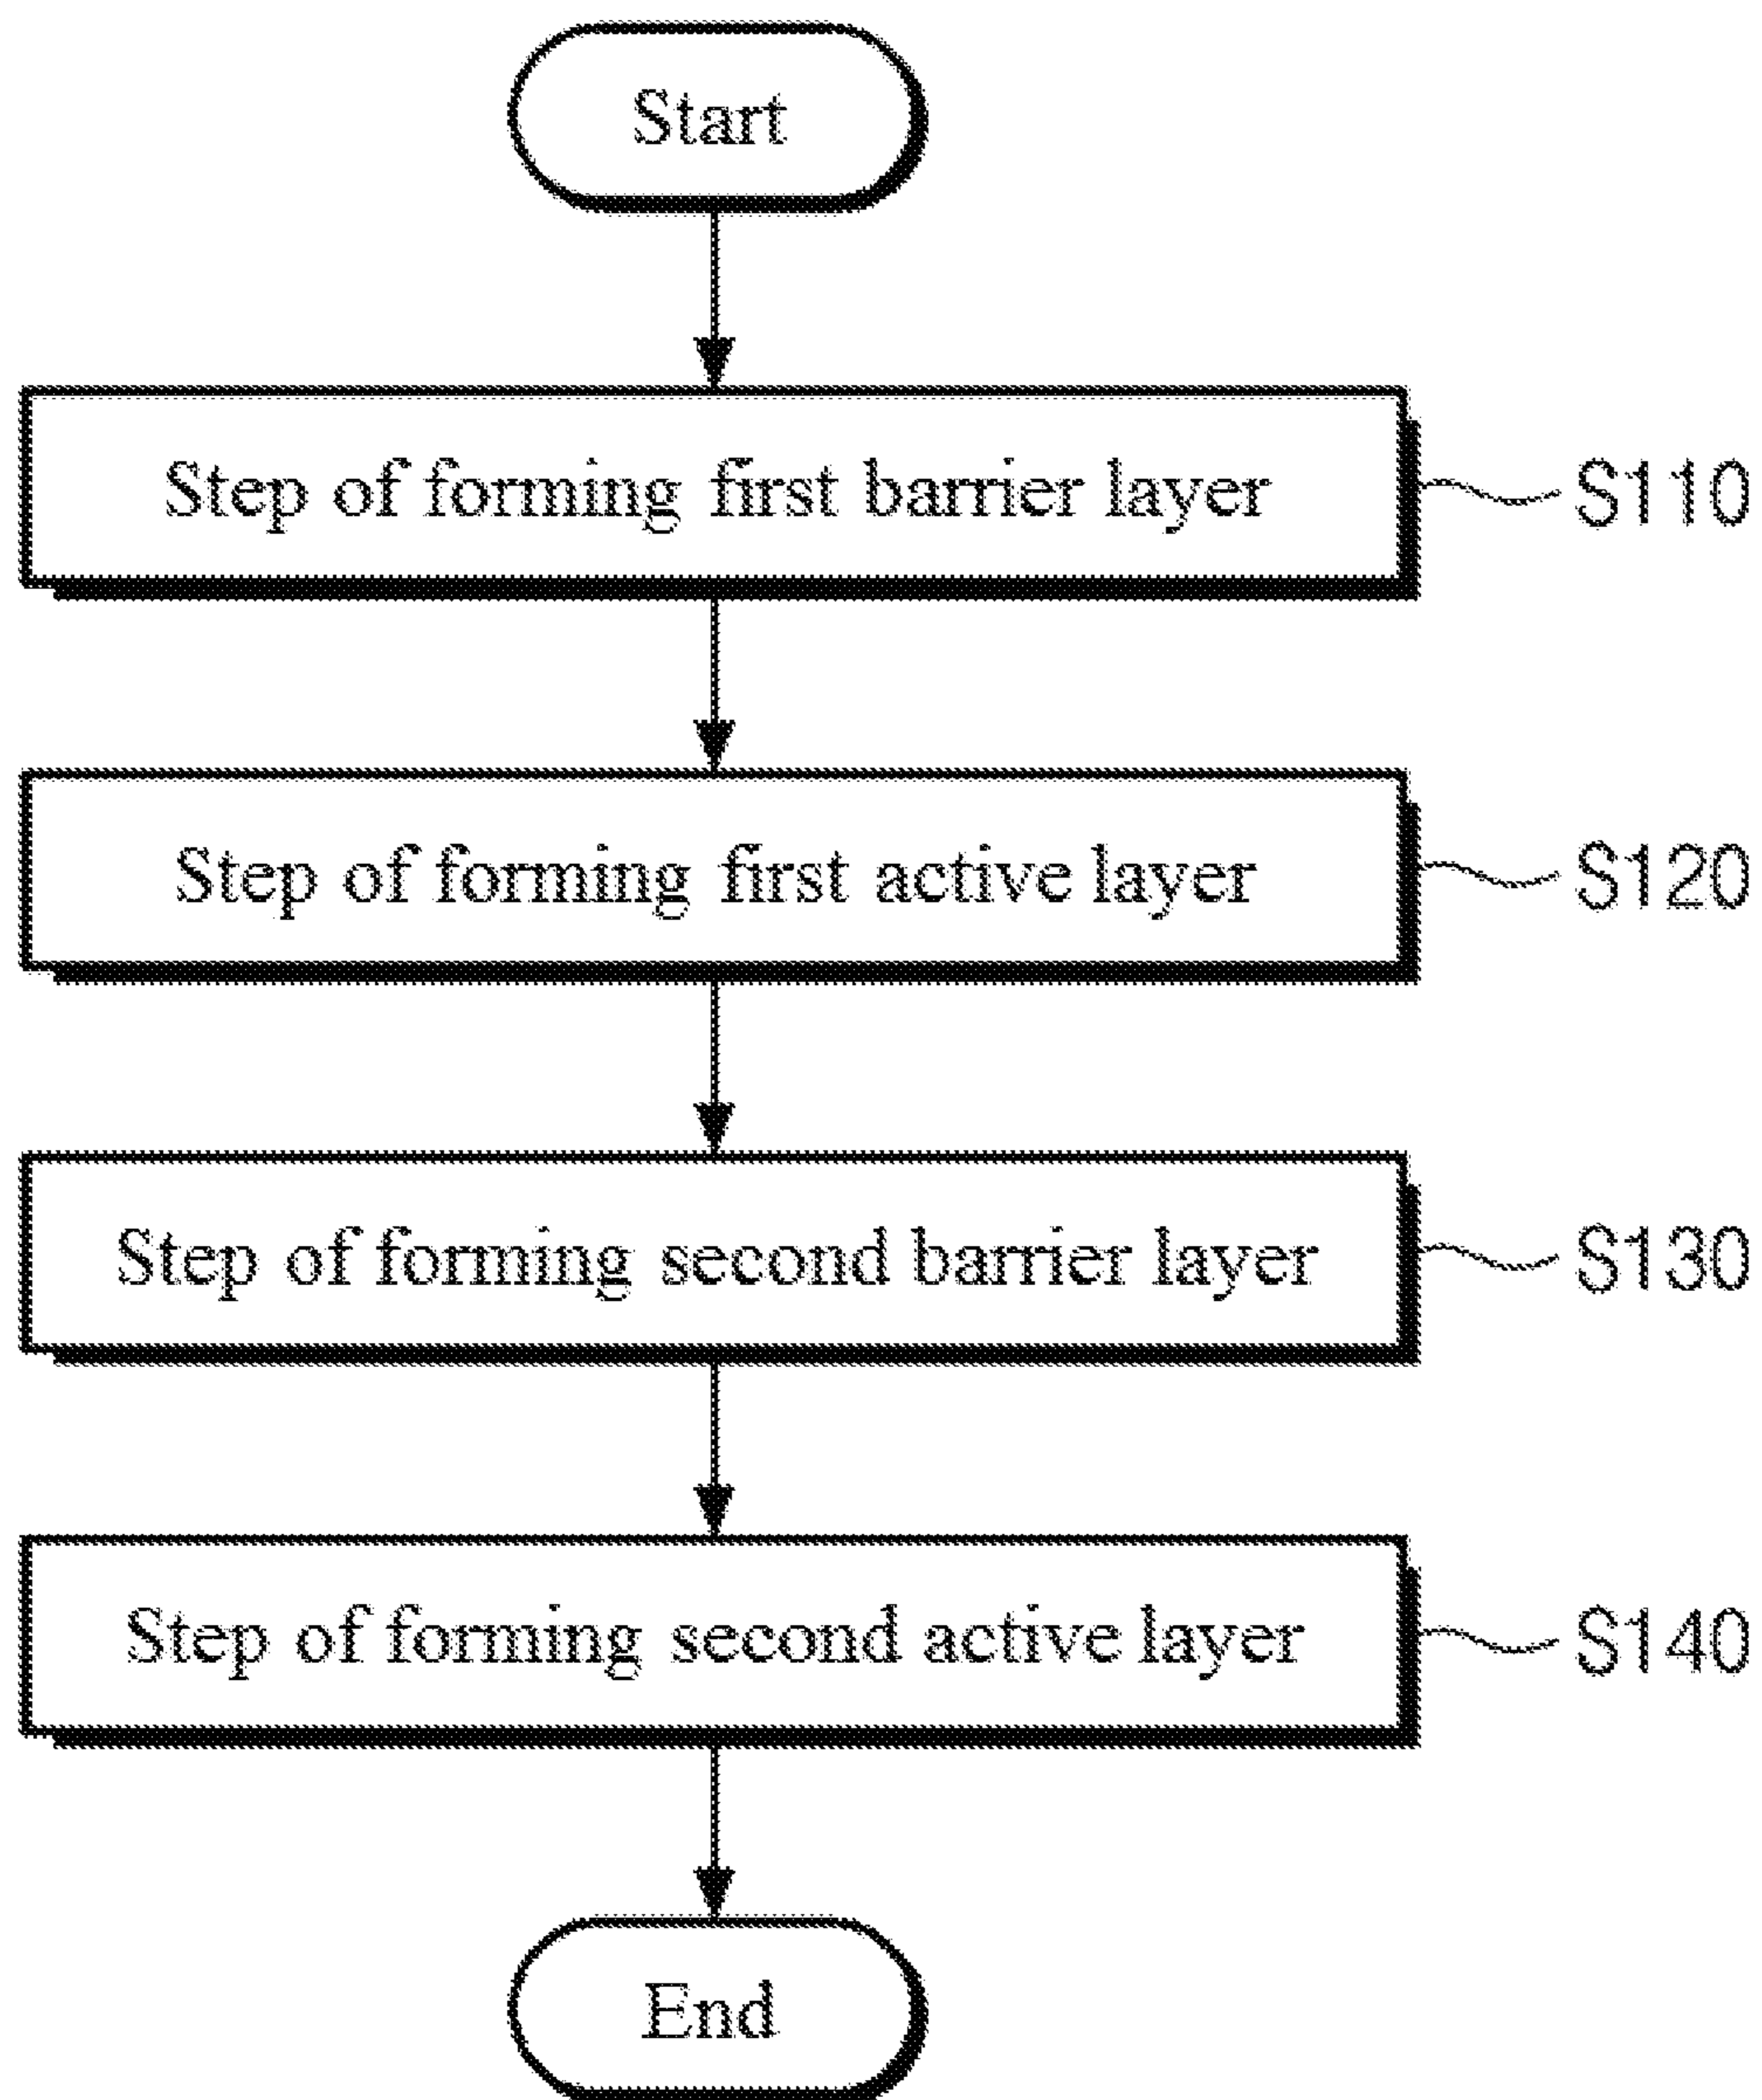 Start
Step of forming first barrier layer
S110
Step of forming first active layer
S120
Step of forming second barrier layer
S130
Step of forming second active layer
S140
End